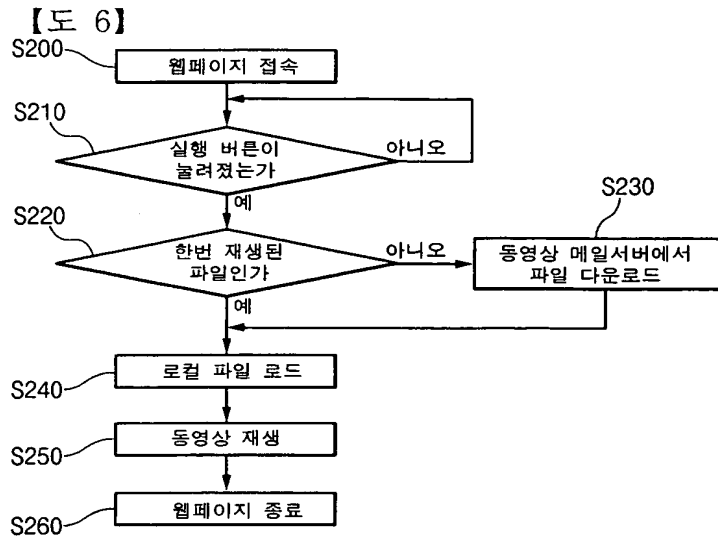 【도 6】
S200
웹페이지 접속
S210
실행 버튼이
눌려졌는가
아니오
예
S220
한번 재생된
파일인가
아니오
예
S230
동영상 메일서버에서
파일 다운로드
S240
로컬 파일 로드
S250
동영상 재생
S260
웹페이지 종료